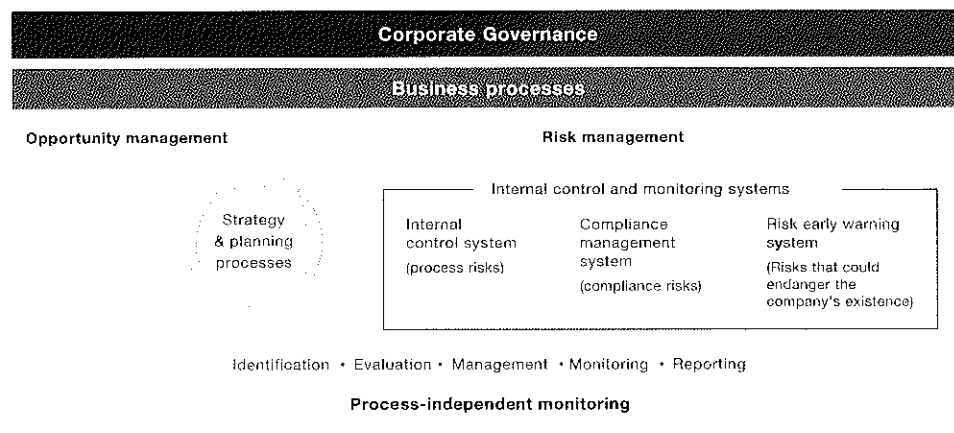 Corporate Governance
Business processes
Opportunity management
Risk management
Strategy
& planning
processes
Internal control and monitoring systems
Internal
control system
(process risks)
Compliance
management
system
(compliance risks)
Risk early warning
system
(Risks that could
endanger the
company's existence)
Identification • Evaluation • Management • Monitoring • Reporting
Process-independent monitoring